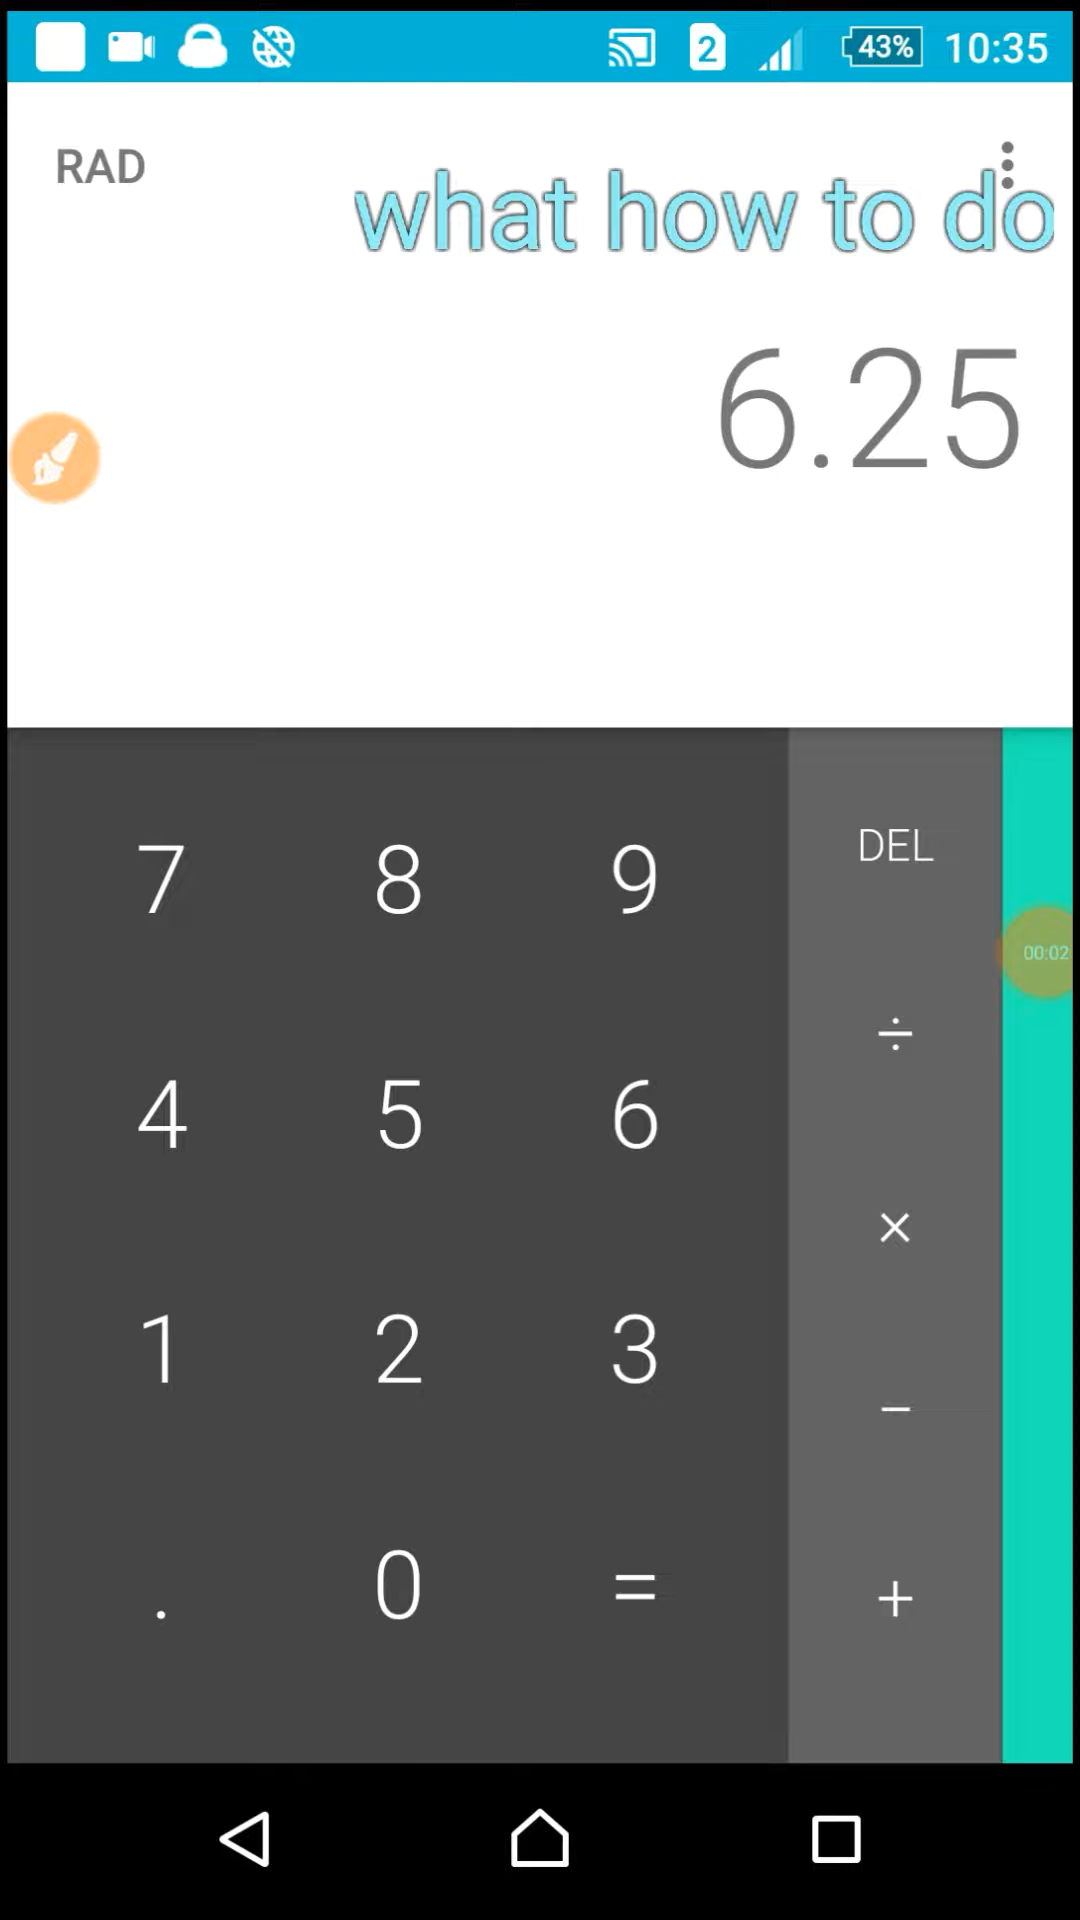 2 43% 10:35
RAD
what how to do
6.25
7 8 9 DEL
00:02
÷
4 5 6
×
1 2 3
−
. 0 = +